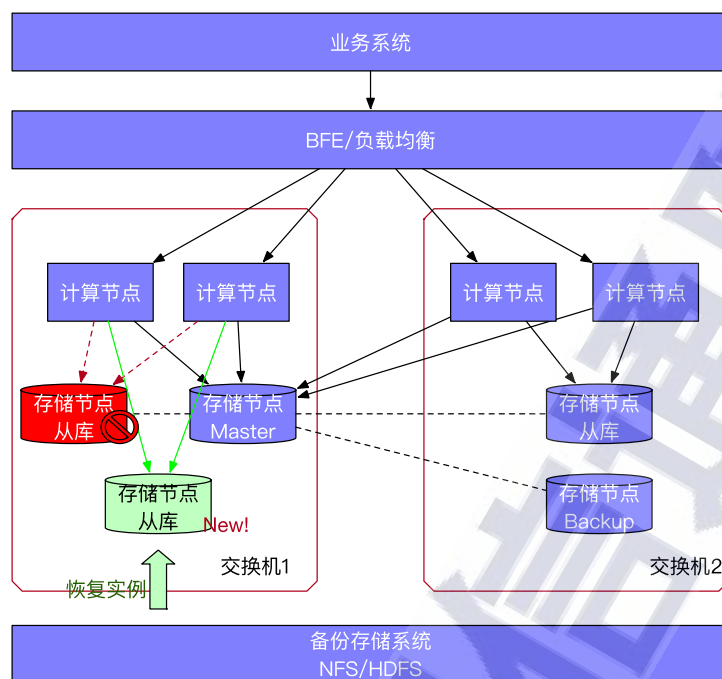 业务系统
BFE/负载均衡
计算节点
计算节点
计算节点
计算节点
存储节点
从库
存储节点
Master
存储节点
从库
存储节点
从库
New!
存储节点
Backup
交换机1
交换机2
恢复实例
备份存储系统
NFS/HDFS